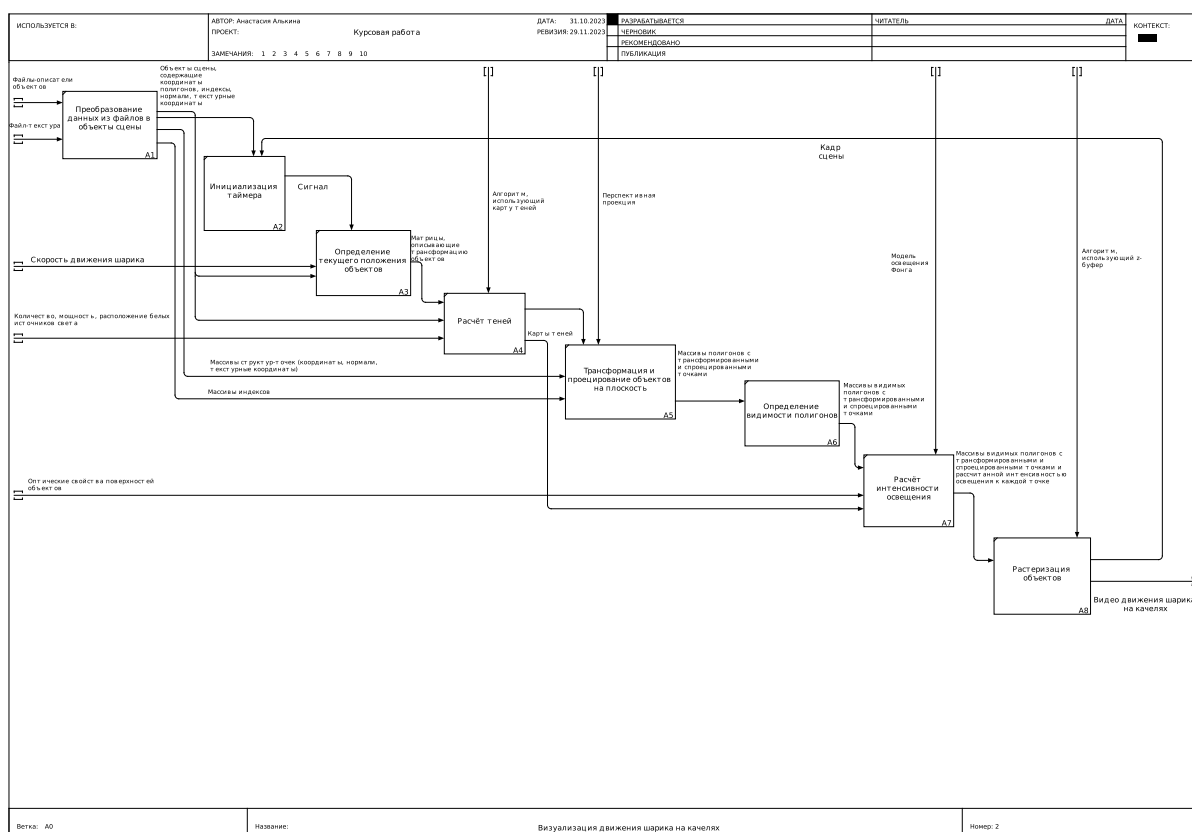 ИСПОЛЬЗУЕТСЯ В:
АВТОР: Анастасия Алькина
ДАТА: 31.10.2023
РАЗРАБАТЫВАЕТСЯ
ЧИТАТЕЛЬ
ДАТА
КОНТЕКСТ:
ПРОЕКТ:
Курсовая работа
РЕВИЗИЯ: 29.11.2023
ЧЕРНОВИК
РЕКОМЕНДОВАНО
ЗАМЕЧАНИЯ: 1 2 3 4 5 6 7 8 9 10
ПУБЛИКАЦИЯ
Файлы-описатели
объектов
Файл-текстура
Объекты сцены,
содержащие
координаты
полигонов, индексы,
нормали, текстурные
координаты
Преобразование
данных из файлов в
объекты сцены
A1
Кадр
сцены
Инициализация
таймера
A2
Сигнал
Алгоритм,
использующий
карту теней
Перспективная
проекция
Модель
освещения
Фонга
Алгоритм,
использующий z-
буфер
Скорость движения шарика
Определение
текущего положения
объектов
A3
Матрицы,
описывающие
трансформацию
объектов
Количество, мощность, расположение белых
источников света
Расчёт теней
A4
Карты теней
Массивы структур-точек (координаты, нормали,
текстурные координаты)
Массивы индексов
Трансформация и
проецирование объектов
на плоскость
A5
Массивы полигонов с
трансформированными
и спроецированными
точками
Определение
видимости полигонов
A6
Массивы видимых
полигонов с
трансформированными
и спроецированными
точками
Оптические свойства поверхностей
объектов
Расчёт
интенсивности
освещения
A7
Массивы видимых полигонов с
трансформированными и
спроецированными точками и
рассчитанной интенсивностью
освещения к каждой точке
Растеризация
объектов
A8
Видео движения шарика
на качелях
Ветка: A0
Название:
Визуализация движения шарика на качелях
Номер: 2